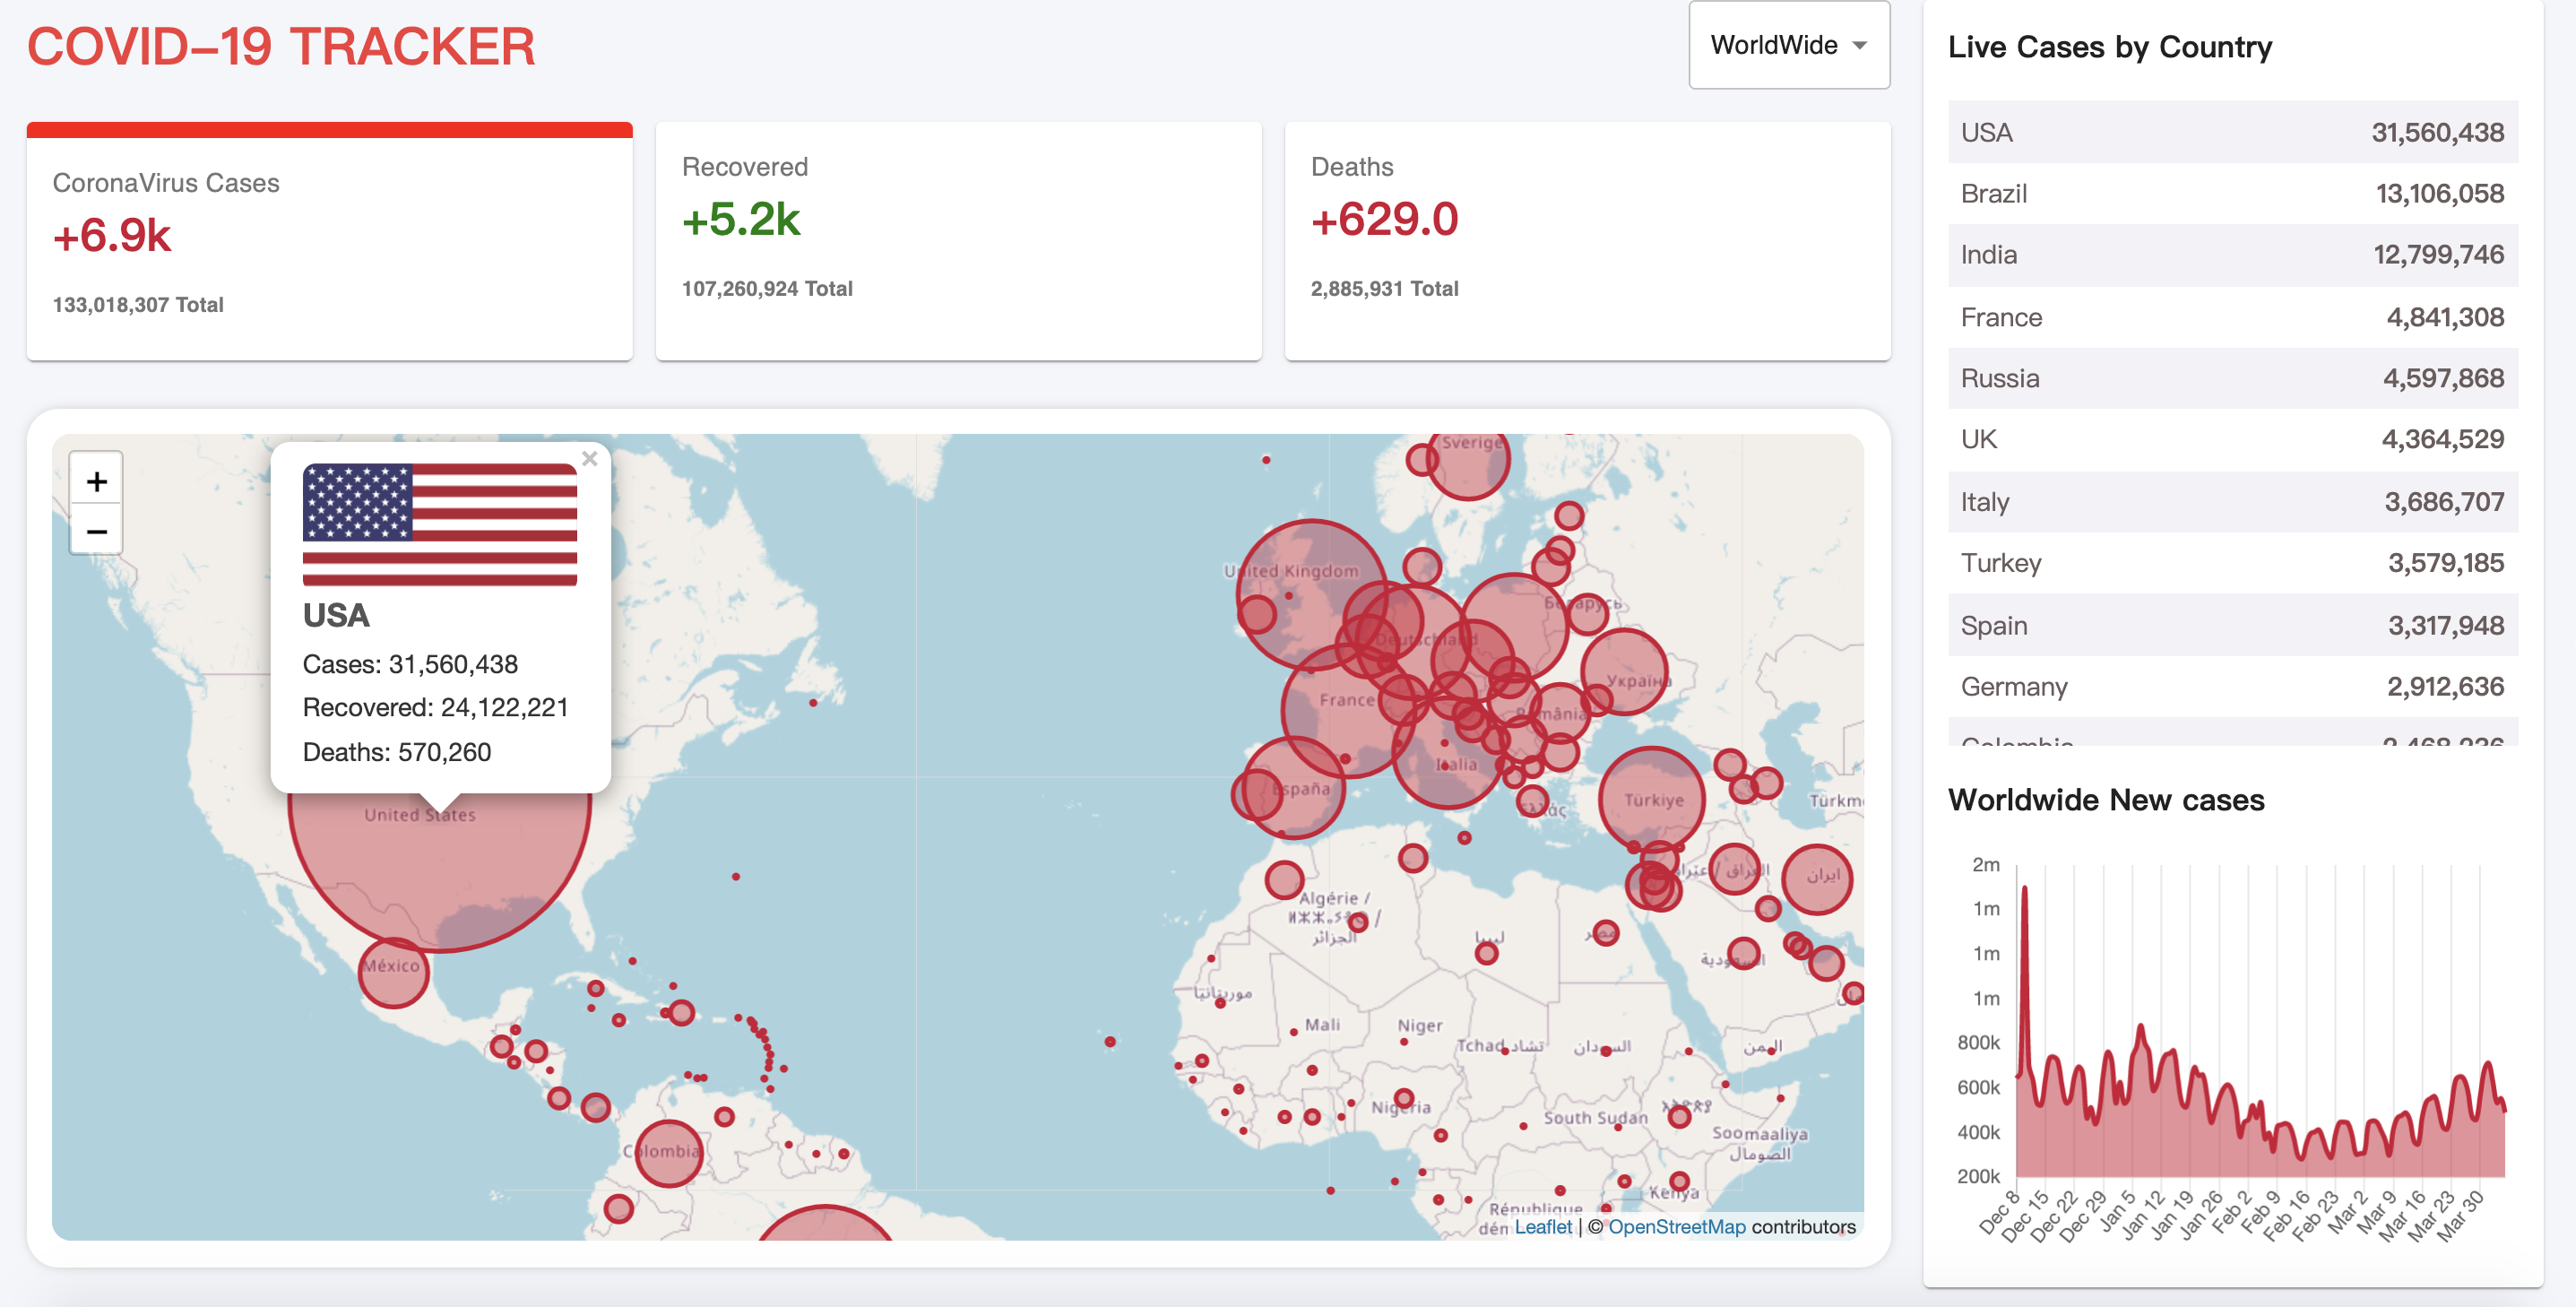 COVID-19 TRACKER
WorldWide
CoronaVirus Cases
+6.9k
133,018,307 Total
Recovered
+5.2k
107,260,924 Total
Deaths
+629.0
2,885,931 Total
+
−
×
USA
Cases: 31,560,438
Recovered: 24,122,221
Deaths: 570,260
United States
México
Colombia
Sverige
United Kingdom
Беларусь
Deutschland
Україна
France
România
Italia
España
Ελλάς
Türkiye
Türkm
ایران
Algérie /
ⵍⵣⵣⴰⵢⴻⵔ /
الجزائر
ليبيا
مصر
السعودية
موريتانيا
Mali
Niger
Tchad تشاد
السودان
اليمن
Nigeria
South Sudan
Soomaaliya
الصومال
Kenya
République
Leaflet | © OpenStreetMap contributors
Live Cases by Country
USA 31,560,438
Brazil 13,106,058
India 12,799,746
France 4,841,308
Russia 4,597,868
UK 4,364,529
Italy 3,686,707
Turkey 3,579,185
Spain 3,317,948
Germany 2,912,636
Colombia 2,468,236
Worldwide New cases
2m
1m
1m
1m
800k
600k
400k
200k
Dec 8
Dec 15
Dec 22
Dec 29
Jan 5
Jan 12
Jan 19
Jan 26
Feb 2
Feb 9
Feb 16
Feb 23
Mar 2
Mar 9
Mar 16
Mar 23
Mar 30